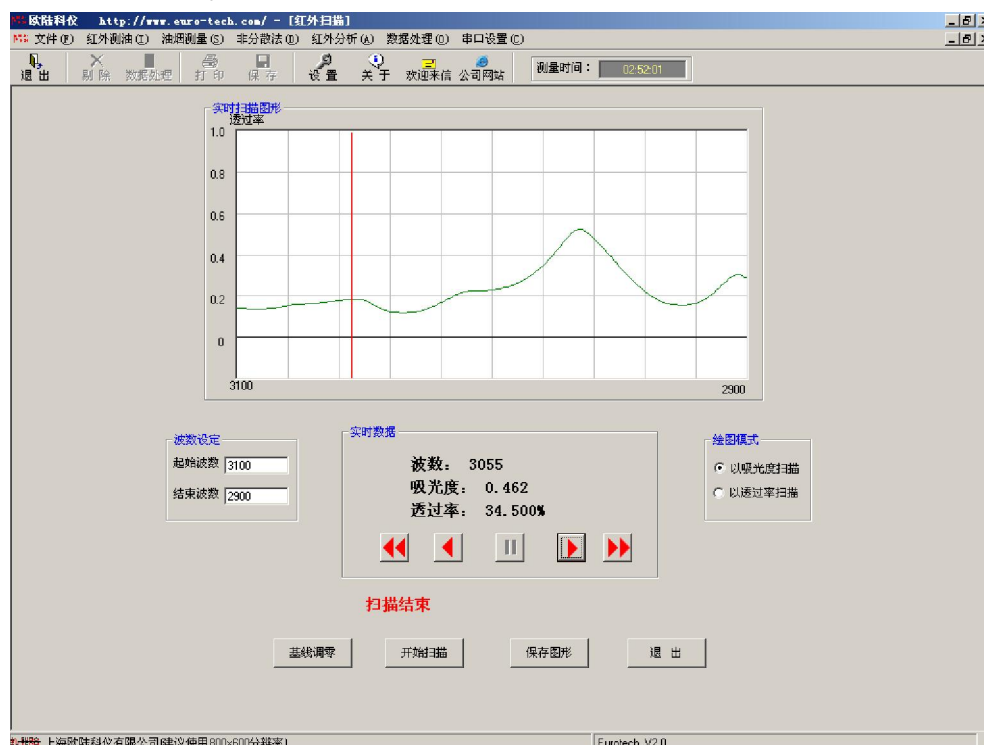 欧陆科仪 http://www.euro-tech.com/ - [红外扫描]
文件(F) 红外测油(I) 油烟测量(S) 非分散法(D) 红外分析(A) 数据处理(O) 串口设置(C)
退 出 删 除 数据处理 打 印 保 存 设 置 关 于 欢迎来信 公司网站 测量时间： 02:52:01
实时扫描图形
透过率
1.0
0.8
0.6
0.4
0.2
0
3100 2900
波数设定
起始波数 3100
结束波数 2900
实时数据
波数： 3055
吸光度： 0.462
透过率： 34.500%
绘图模式
以吸光度扫描
以透过率扫描
扫描结束
基线调零 开始扫描 保存图形 退 出
上海欧陆科仪有限公司[建议使用800×600分辨率] Eurotech V2.0